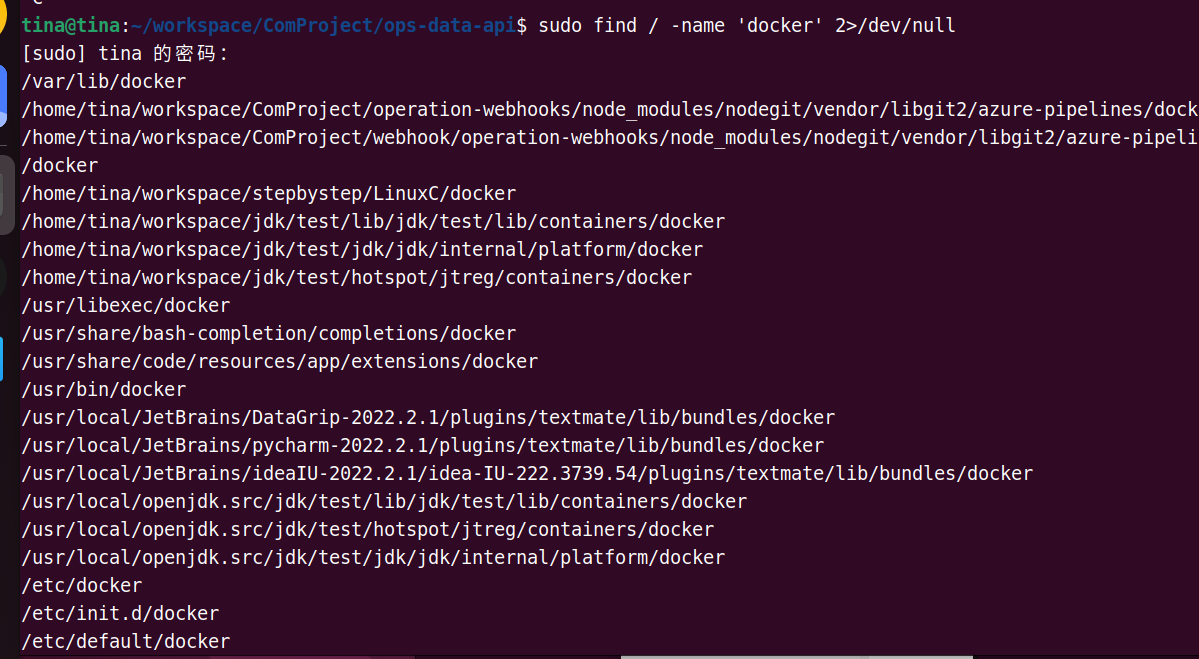 tina@tina:~/workspace/ComProject/ops-data-api$ sudo find / -name 'docker' 2>/dev/null
[sudo] tina 的密码：
/var/lib/docker
/home/tina/workspace/ComProject/operation-webhooks/node_modules/nodegit/vendor/libgit2/azure-pipelines/dock
/home/tina/workspace/ComProject/webhook/operation-webhooks/node_modules/nodegit/vendor/libgit2/azure-pipeli
/docker
/home/tina/workspace/stepbystep/LinuxC/docker
/home/tina/workspace/jdk/test/lib/jdk/test/lib/containers/docker
/home/tina/workspace/jdk/test/jdk/jdk/internal/platform/docker
/home/tina/workspace/jdk/test/hotspot/jtreg/containers/docker
/usr/libexec/docker
/usr/share/bash-completion/completions/docker
/usr/share/code/resources/app/extensions/docker
/usr/bin/docker
/usr/local/JetBrains/DataGrip-2022.2.1/plugins/textmate/lib/bundles/docker
/usr/local/JetBrains/pycharm-2022.2.1/plugins/textmate/lib/bundles/docker
/usr/local/JetBrains/ideaIU-2022.2.1/idea-IU-222.3739.54/plugins/textmate/lib/bundles/docker
/usr/local/openjdk.src/jdk/test/lib/jdk/test/lib/containers/docker
/usr/local/openjdk.src/jdk/test/hotspot/jtreg/containers/docker
/usr/local/openjdk.src/jdk/test/jdk/jdk/internal/platform/docker
/etc/docker
/etc/init.d/docker
/etc/default/docker